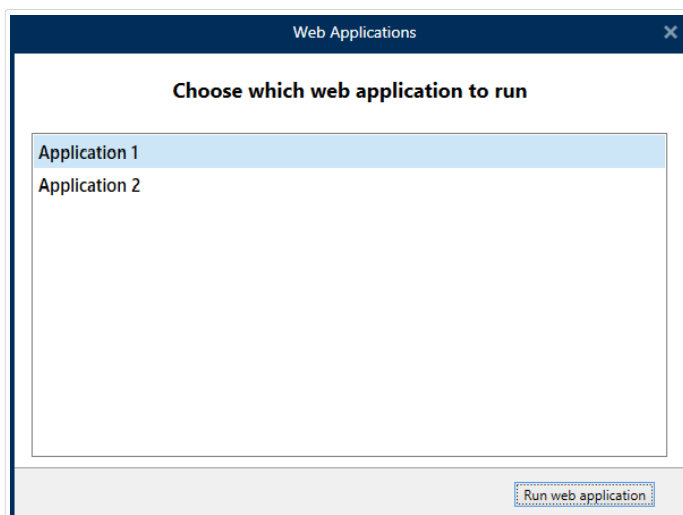 Web Applications
Choose which web application to run
Application 1
Application 2
Run web application